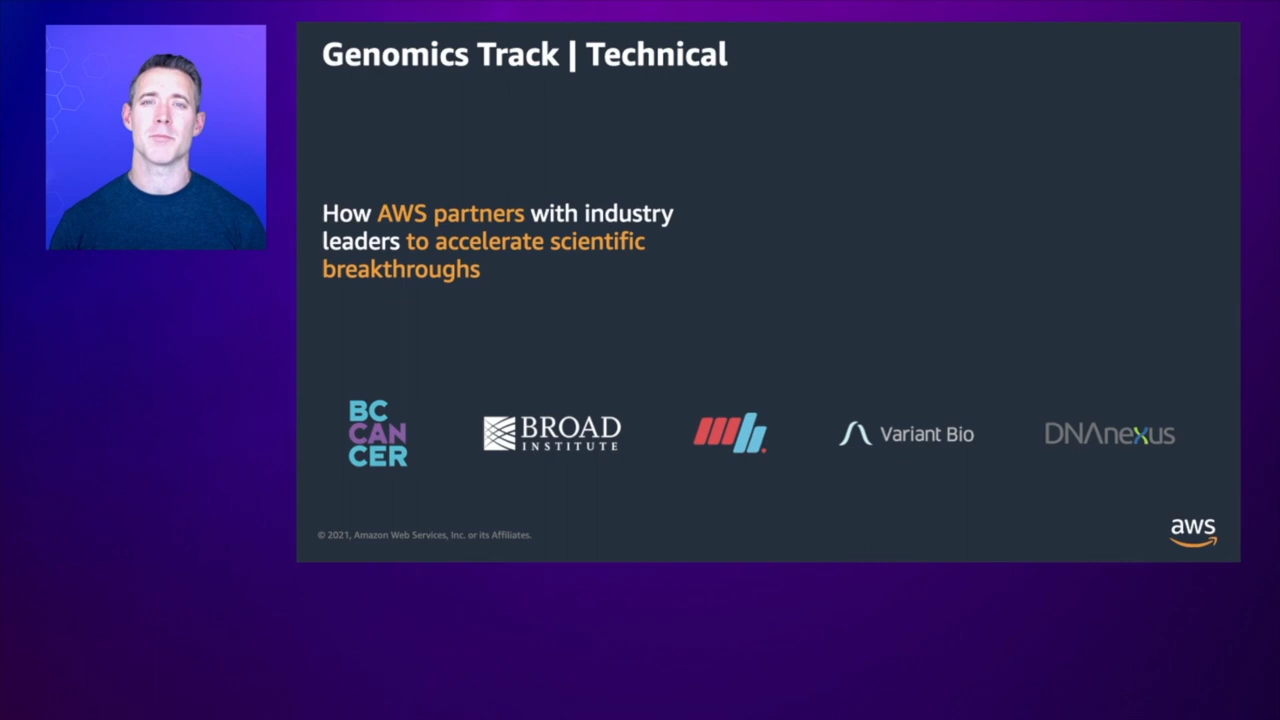 Genomics Track | Technical
How AWS partners with industry
leaders to accelerate scientific
breakthroughs
BC
CAN
CER
BROAD
INSTITUTE
Variant Bio
DNAnexus
© 2021, Amazon Web Services, Inc. or its Affiliates.
aws